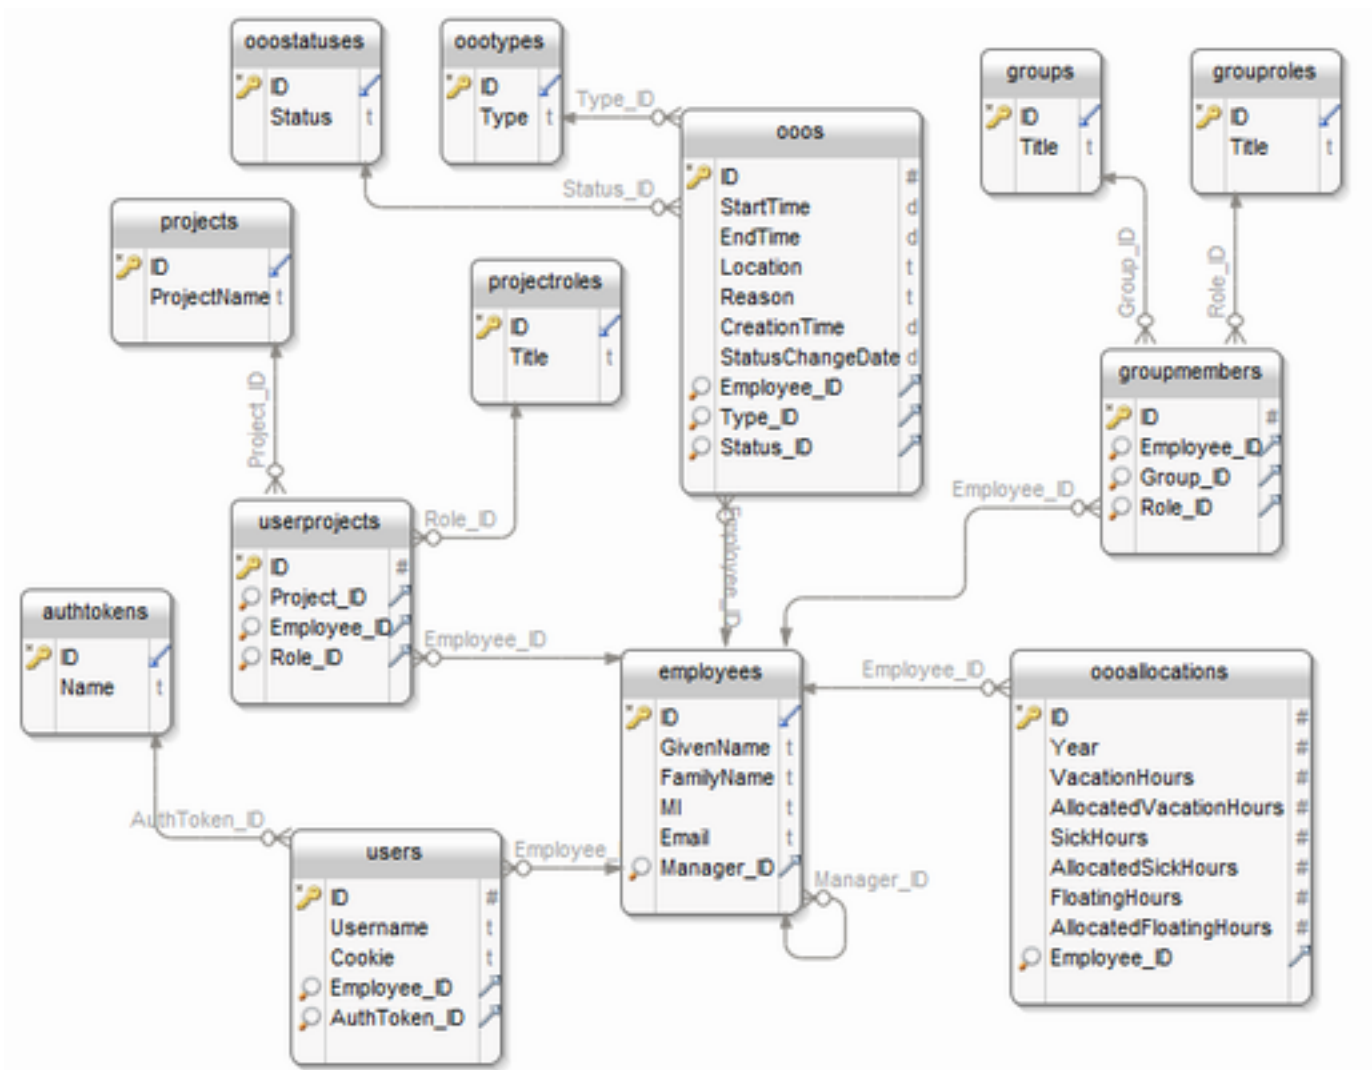 ooostatuses
ID
Status t
oootypes
ID
Type t
Type_ID
Status_ID
ooos
ID #
StartTime d
EndTime d
Location t
Reason t
CreationTime d
StatusChangeDate d
Employee_ID
Type_ID
Status_ID
groups
ID
Title t
grouproles
ID
Title t
Group_ID
Role_ID
projects
ID
ProjectName t
projectroles
ID
Title t
Project_ID
Role_ID
groupmembers
ID #
Employee_ID
Group_ID
Role_ID
Employee_ID
Employee_ID
userprojects
ID #
Project_ID
Employee_ID
Role_ID
Employee_ID
authtokens
ID
Name t
AuthToken_ID
employees
ID
GivenName t
FamilyName t
MI t
Email t
Manager_ID
Manager_ID
Employee_ID
oooallocations
ID #
Year #
VacationHours #
AllocatedVacationHours #
SickHours #
AllocatedSickHours #
FloatingHours #
AllocatedFloatingHours #
Employee_ID
users
ID #
Username t
Cookie t
Employee_ID
AuthToken_ID
Employee_